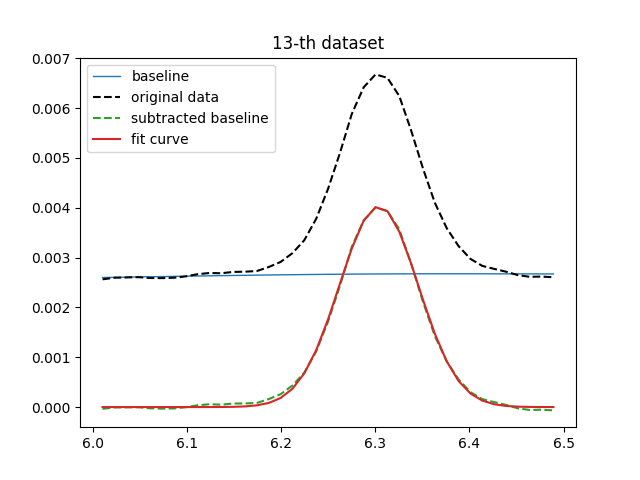 13-th dataset
0.007
0.006
0.005
0.004
0.003
0.002
0.001
0.000
baseline
original data
subtracted baseline
fit curve
6.0 6.1 6.2 6.3 6.4 6.5